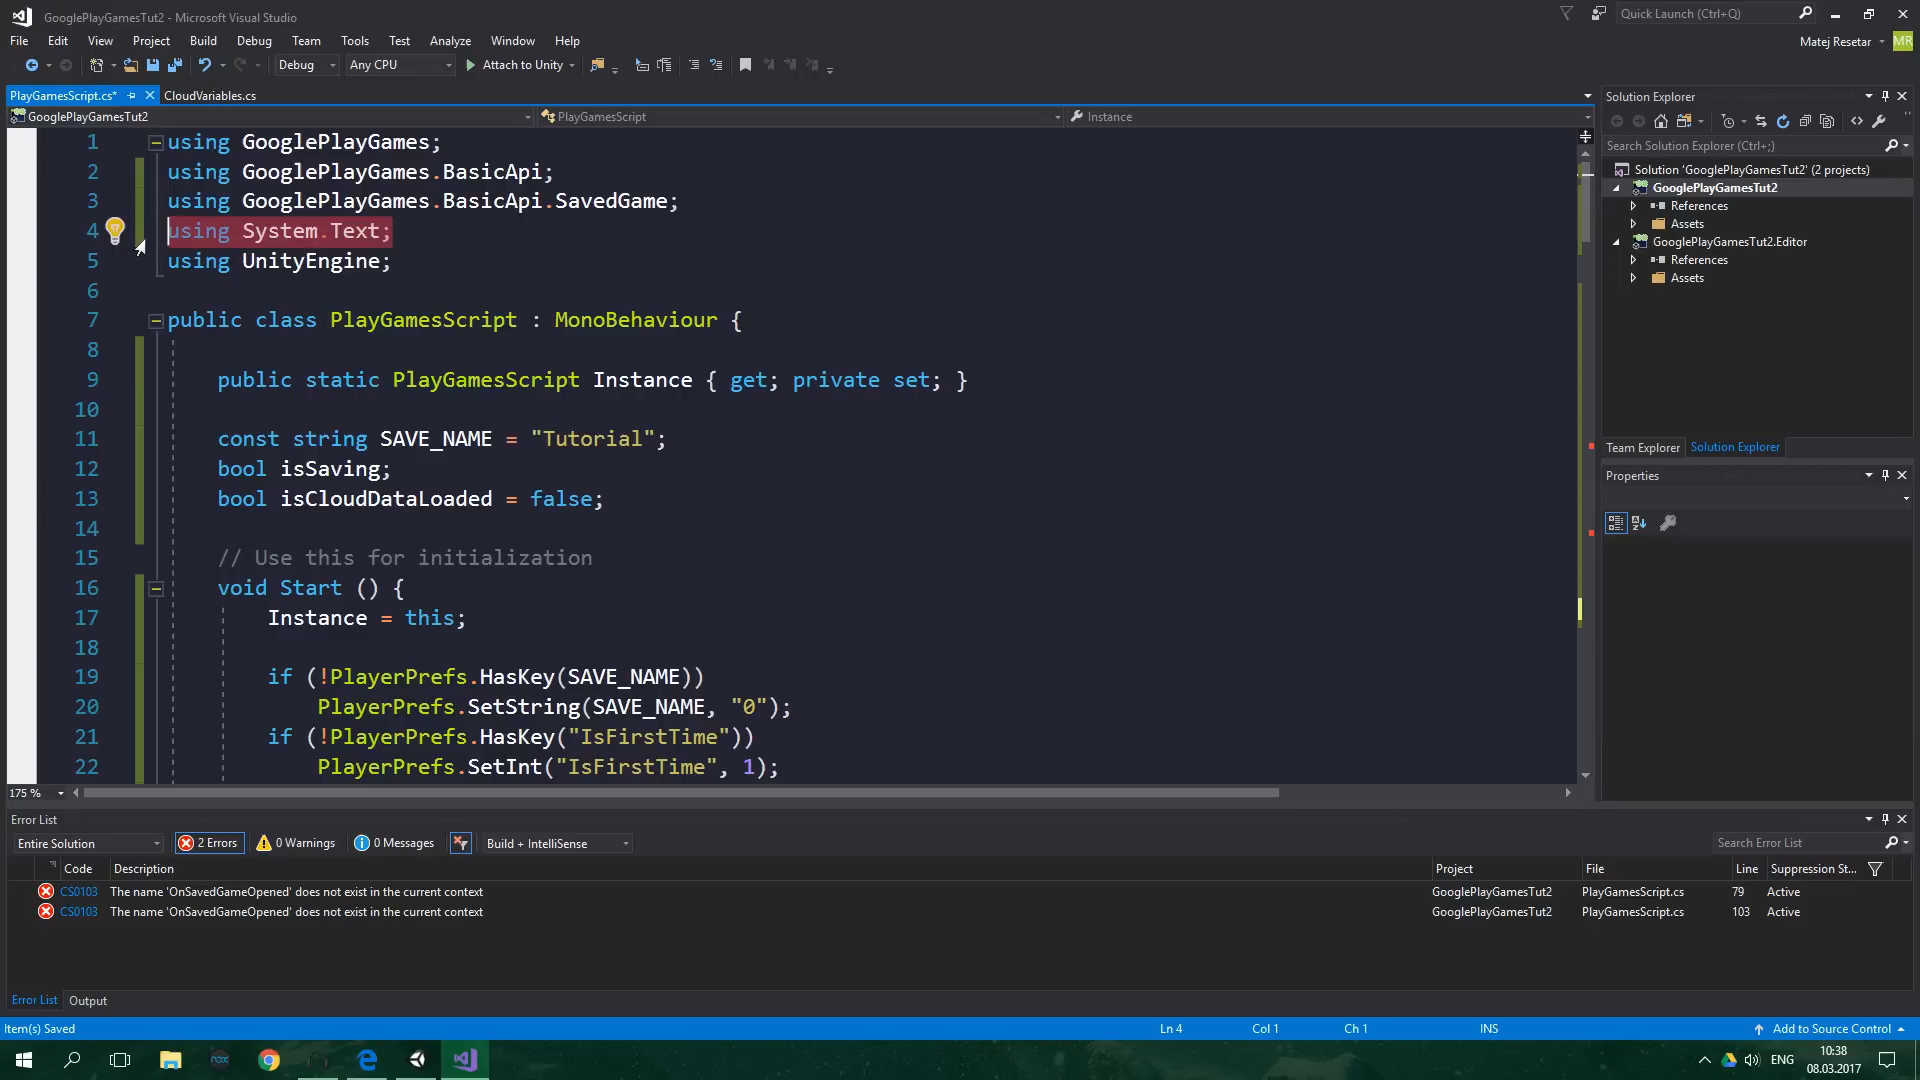 GooglePlayGamesTut2 - Microsoft Visual Studio
Quick Launch (Ctrl+Q)
File Edit View Project Build Debug Team Tools Test Analyze Window Help
Matej Resetar MR
Debug Any CPU Attach to Unity
PlayGamesScript.cs* CloudVariables.cs
GooglePlayGamesTut2 PlayGamesScript Instance
1 using GooglePlayGames;
2 using GooglePlayGames.BasicApi;
3 using GooglePlayGames.BasicApi.SavedGame;
4 using System.Text;
5 using UnityEngine;
6
7 public class PlayGamesScript : MonoBehaviour {
8
9 public static PlayGamesScript Instance { get; private set; }
10
11 const string SAVE_NAME = "Tutorial";
12 bool isSaving;
13 bool isCloudDataLoaded = false;
14
15 // Use this for initialization
16 void Start () {
17 Instance = this;
18
19 if (!PlayerPrefs.HasKey(SAVE_NAME))
20 PlayerPrefs.SetString(SAVE_NAME, "0");
21 if (!PlayerPrefs.HasKey("IsFirstTime"))
22 PlayerPrefs.SetInt("IsFirstTime", 1);
175 %
Solution Explorer
Search Solution Explorer (Ctrl+;)
Solution 'GooglePlayGamesTut2' (2 projects)
GooglePlayGamesTut2
References
Assets
GooglePlayGamesTut2.Editor
References
Assets
Team Explorer Solution Explorer
Properties
Error List
Entire Solution 2 Errors 0 Warnings 0 Messages Build + IntelliSense Search Error List
Code Description Project File Line Suppression St...
CS0103 The name 'OnSavedGameOpened' does not exist in the current context GooglePlayGamesTut2 PlayGamesScript.cs 79 Active
CS0103 The name 'OnSavedGameOpened' does not exist in the current context GooglePlayGamesTut2 PlayGamesScript.cs 103 Active
Error List Output
Item(s) Saved Ln 4 Col 1 Ch 1 INS Add to Source Control
nox
ENG
10:38
08.03.2017